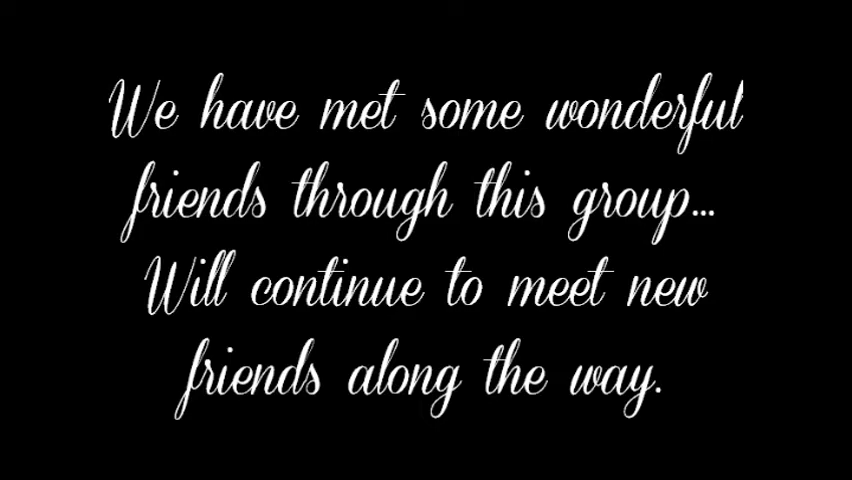 We have met some wonderful
friends through this group...
Will continue to meet new
friends along the way.